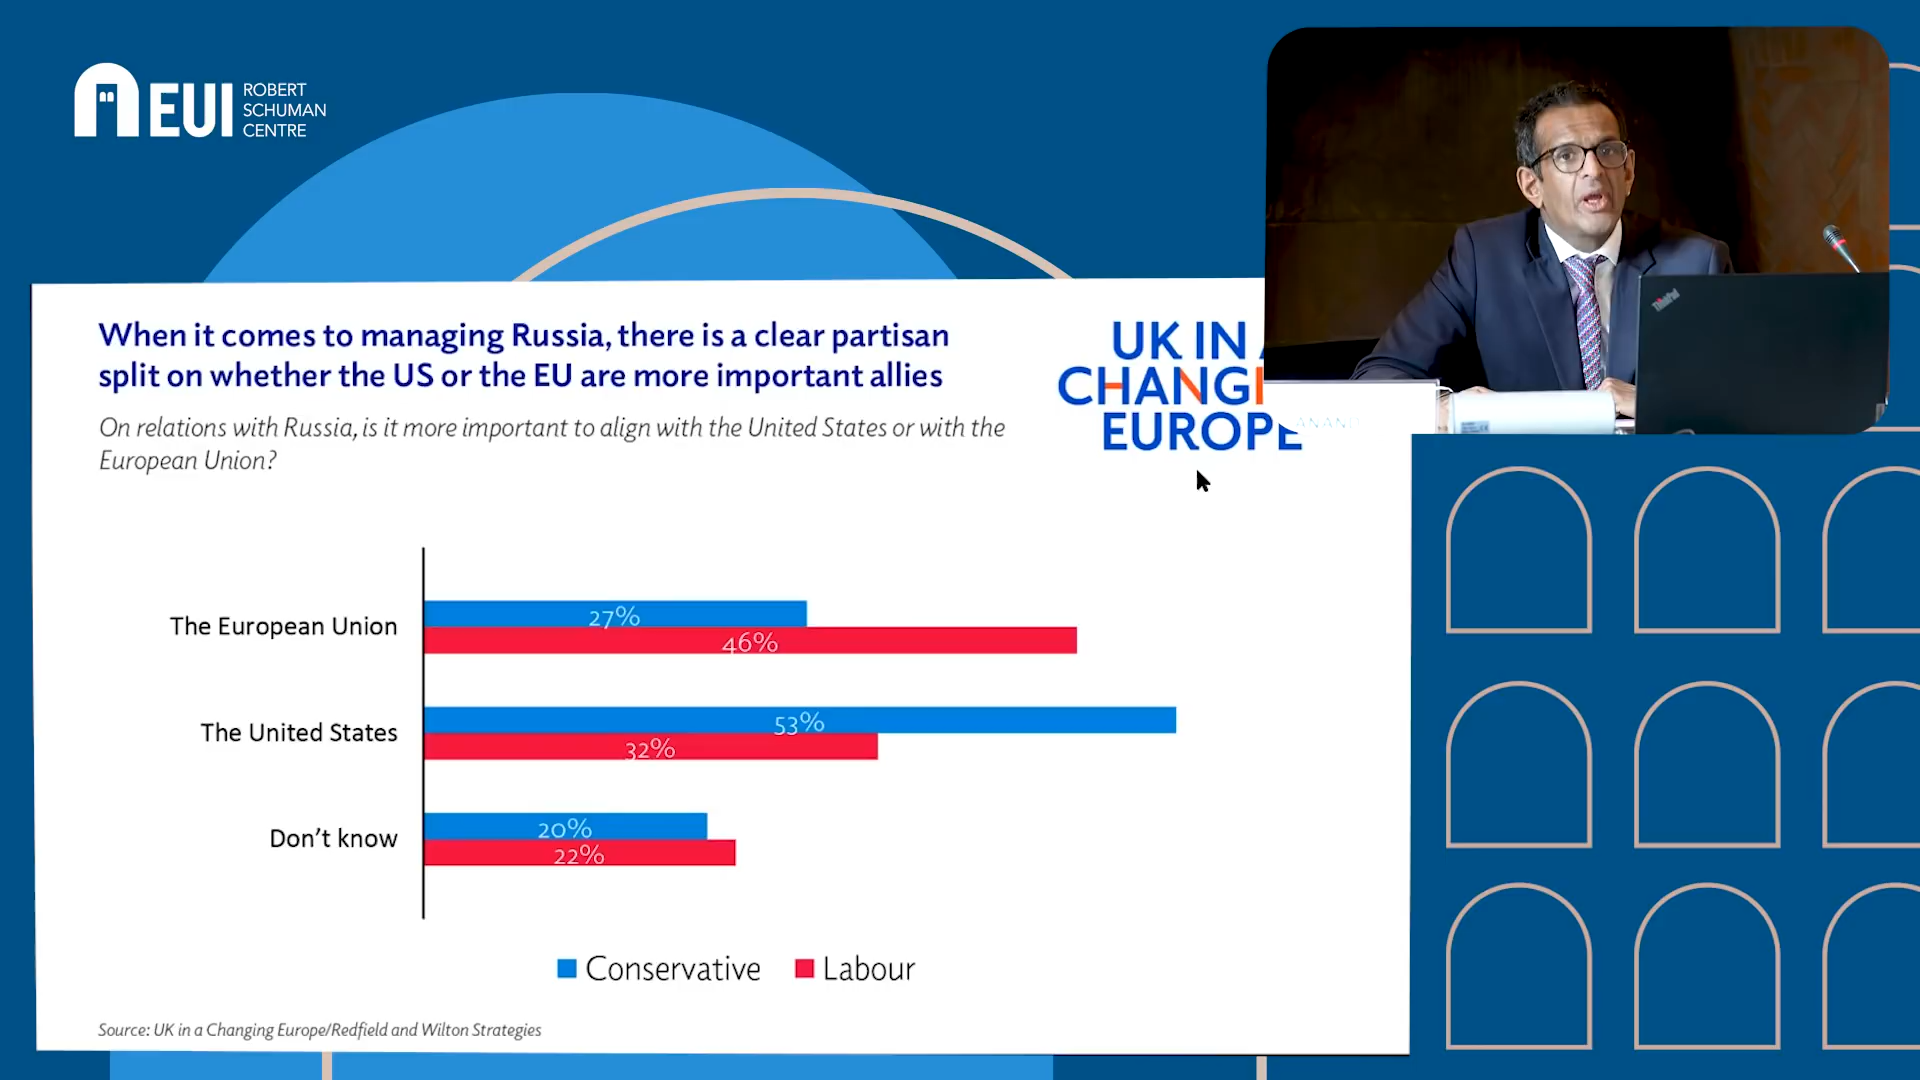 EUI
ROBERT
SCHUMAN
CENTRE
When it comes to managing Russia, there is a clear partisan
split on whether the US or the EU are more important allies
On relations with Russia, is it more important to align with the United States or with the
European Union?
UK IN
CHANGI
EUROPE
ThinkPad
ANAND
The European Union
27%
46%
The United States
53%
32%
Don't know
20%
22%
Conservative
Labour
Source: UK in a Changing Europe/Redfield and Wilton Strategies